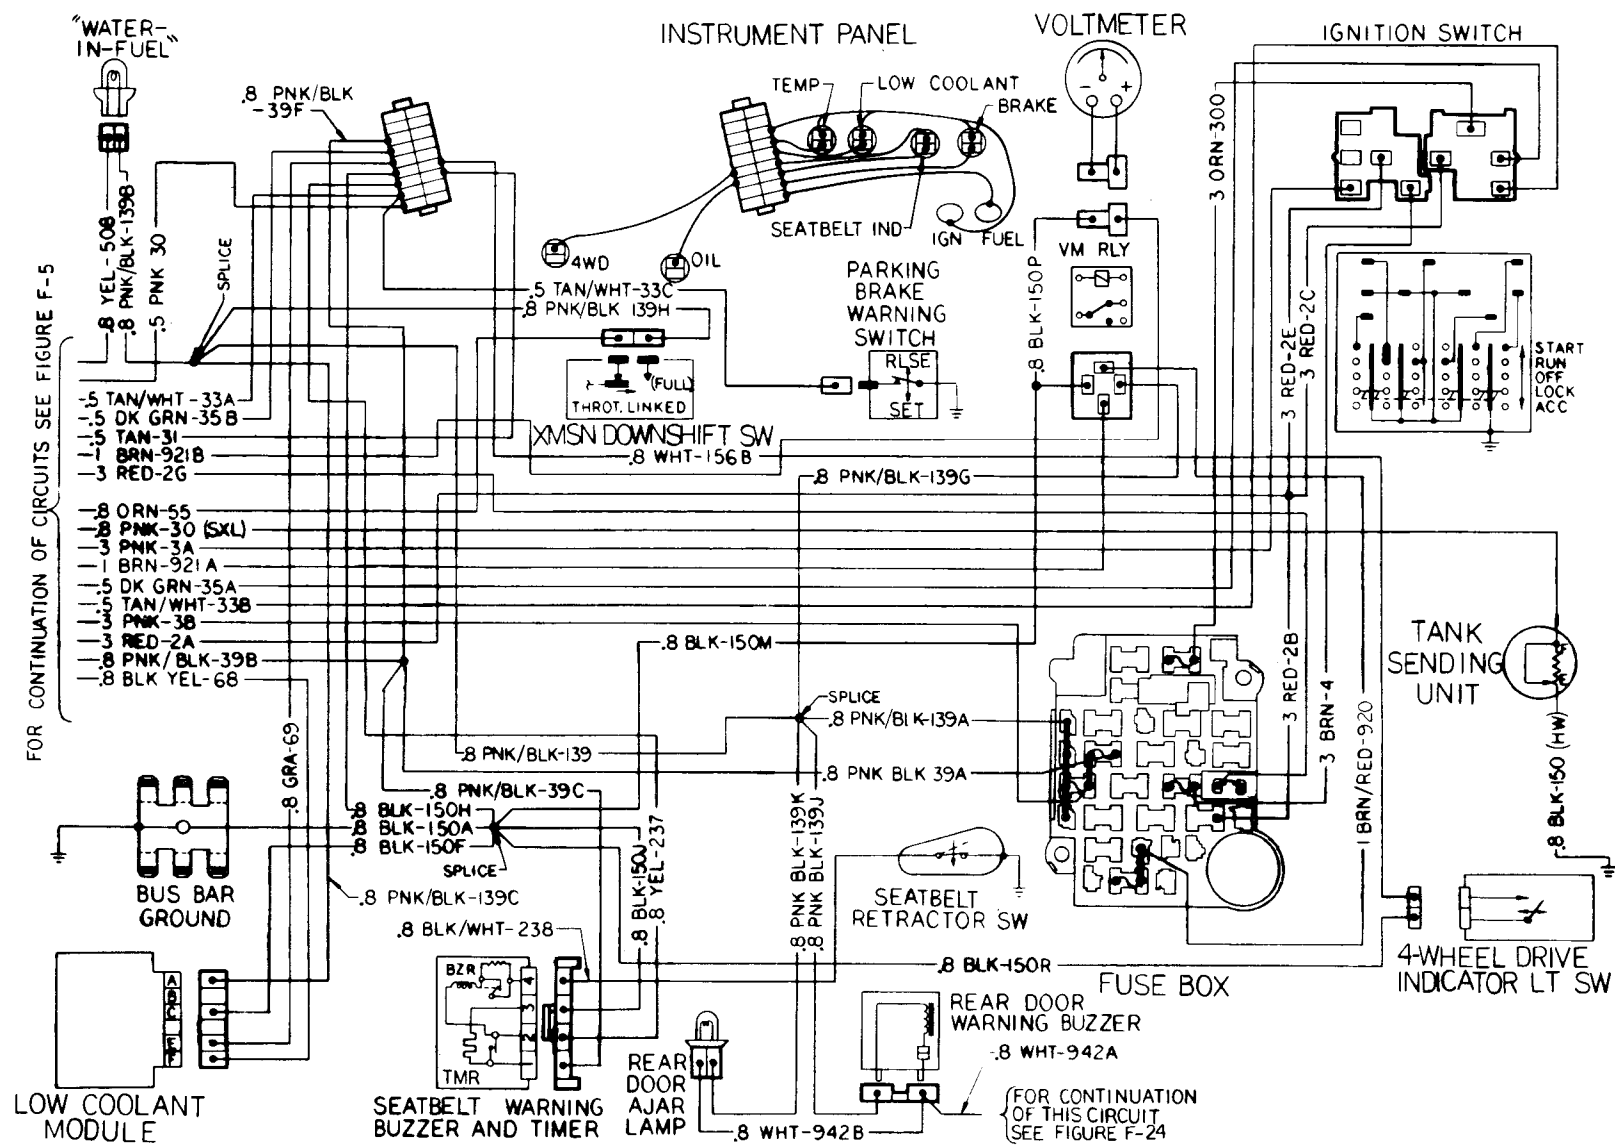 "WATER-
IN-FUEL"
INSTRUMENT PANEL
VOLTMETER
IGNITION SWITCH
.8 PNK/BLK
-39F
TEMP
LOW COOLANT
BRAKE
- +
3 ORN-300
.8 YEL-508
.8 PNK/BLK-139B
.5 PNK 30
SPLICE
SEATBELT IND
IGN FUEL
4WD
OIL
VM RLY
.8 BLK-150P
3 RED-2E
3 RED-2C
.5 TAN/WHT-33C
.8 PNK/BLK 139H
PARKING
BRAKE
WARNING
SWITCH
RLSE
SET
(FULL)
THROT. LINKED
XMSN DOWNSHIFT SW
START
RUN
OFF
LOCK
ACC
FOR CONTINUATION OF CIRCUITS SEE FIGURE F-5
.5 TAN/WHT-33A
.5 DK GRN-35B
.5 TAN-31
1 BRN-921B
3 RED-2G
.8 WHT-156B
.8 PNK/BLK-139G
.8 ORN-55
.8 PNK-30 (SXL)
3 PNK-3A
1 BRN-921A
.5 DK GRN-35A
.5 TAN/WHT-33B
3 PNK-3B
3 RED-2A
.8 PNK/BLK-39B
.8 BLK YEL-68
.8 BLK-150M
TANK
SENDING
UNIT
3 RED-2B
3 BRN-4
1 BRN/RED-920
.8 BLK-150 (HW)
SPLICE
.8 PNK/BLK-139A
.8 GRA-69
.8 PNK/BLK-139
.8 PNK BLK 39A
.8 PNK/BLK-39C
.8 BLK-150H
.8 BLK-150A
.8 BLK-150F
SPLICE
.8 BLK-150J
.8 YEL-237
.8 PNK BLK-139K
.8 PNK BLK-139J
BUS BAR
GROUND
.8 PNK/BLK-139C
.8 BLK/WHT-238
SEATBELT
RETRACTOR SW
.8 BLK-150R
FUSE BOX
4-WHEEL DRIVE
INDICATOR LT SW
A
B
C
E
F
LOW COOLANT
MODULE
BZR
TMR
4
3
2
SEATBELT WARNING
BUZZER AND TIMER
REAR
DOOR
AJAR
LAMP
REAR DOOR
WARNING BUZZER
.8 WHT-942A
.8 WHT-942B
FOR CONTINUATION
OF THIS CIRCUIT
SEE FIGURE F-24